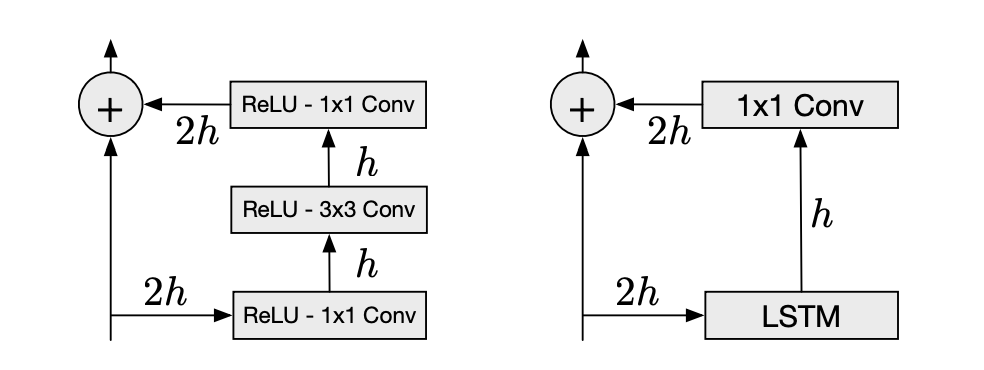 +
ReLU - 1x1 Conv
2h
h
ReLU - 3x3 Conv
h
2h
ReLU - 1x1 Conv
+
1x1 Conv
2h
h
2h
LSTM